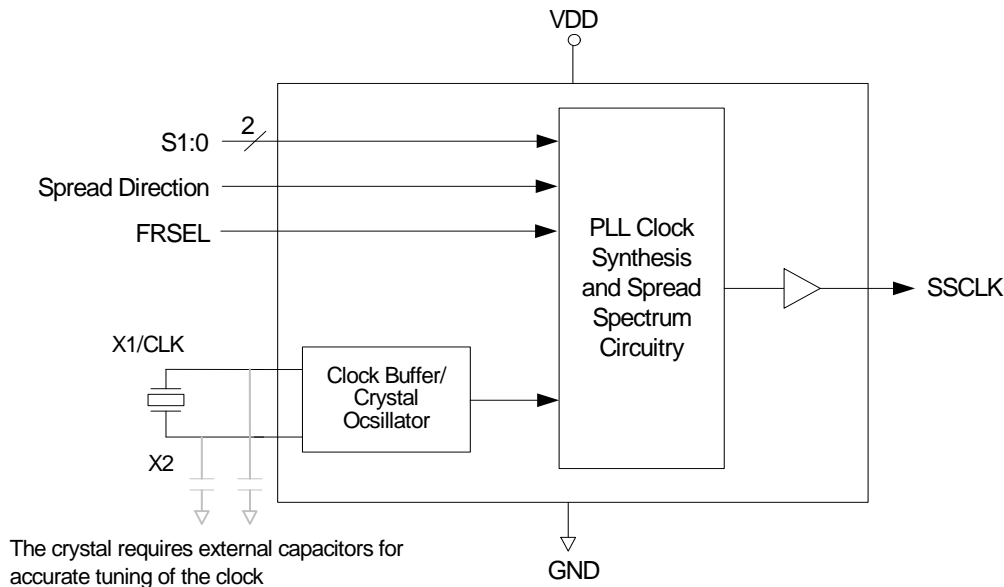 VDD
2
S1:0
Spread Direction
FRSEL
PLL Clock
Synthesis
and Spread
Spectrum
Circuitry
SSCLK
X1/CLK
Clock Buffer/
Crystal
Ocsillator
X2
The crystal requires external capacitors for
accurate tuning of the clock
GND